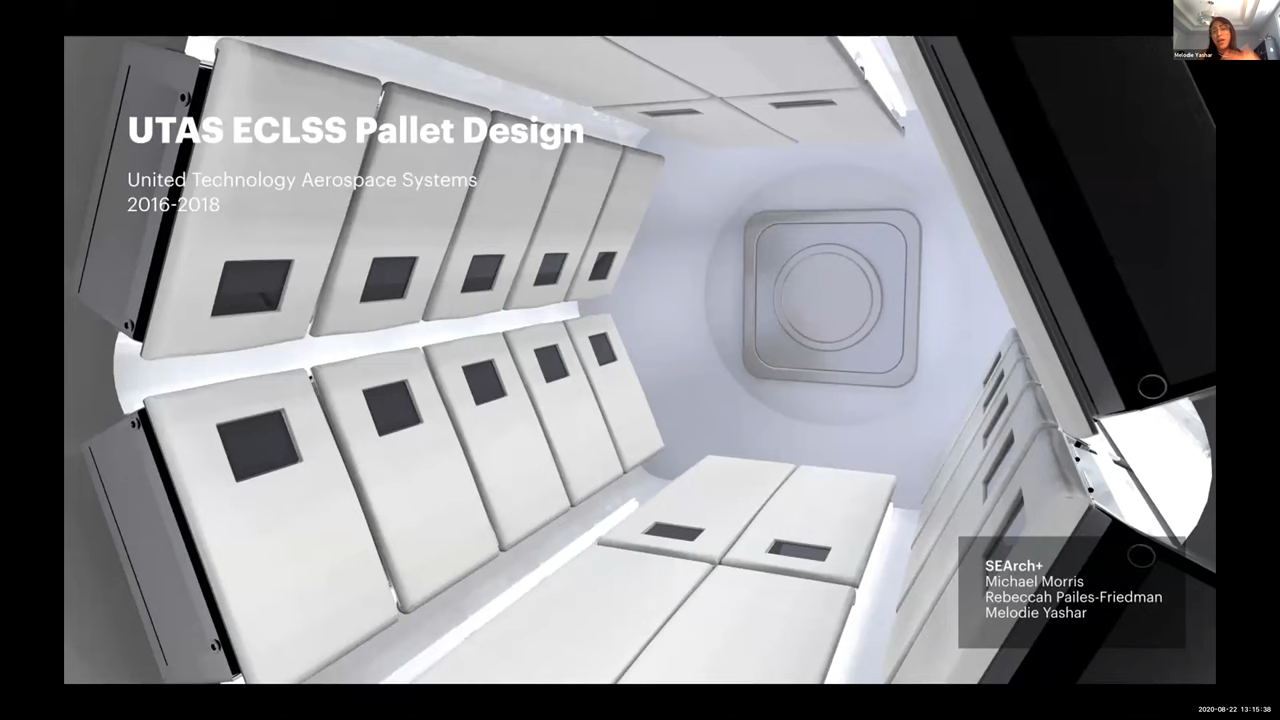 Melodie Yashar
UTAS ECLSS Pallet Design
United Technology Aerospace Systems
2016-2018
SEArch+
Michael Morris
Rebeccah Pailes-Friedman
Melodie Yashar
2020-08-22 13:15:38